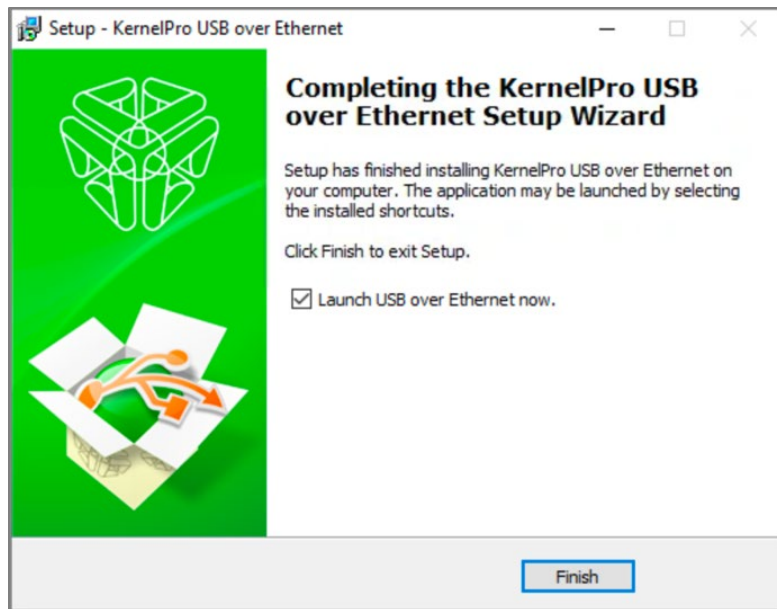 Setup - KernelPro USB over Ethernet
Completing the KernelPro USB
over Ethernet Setup Wizard
Setup has finished installing KernelPro USB over Ethernet on
your computer. The application may be launched by selecting
the installed shortcuts.
Click Finish to exit Setup.
Launch USB over Ethernet now.
Finish